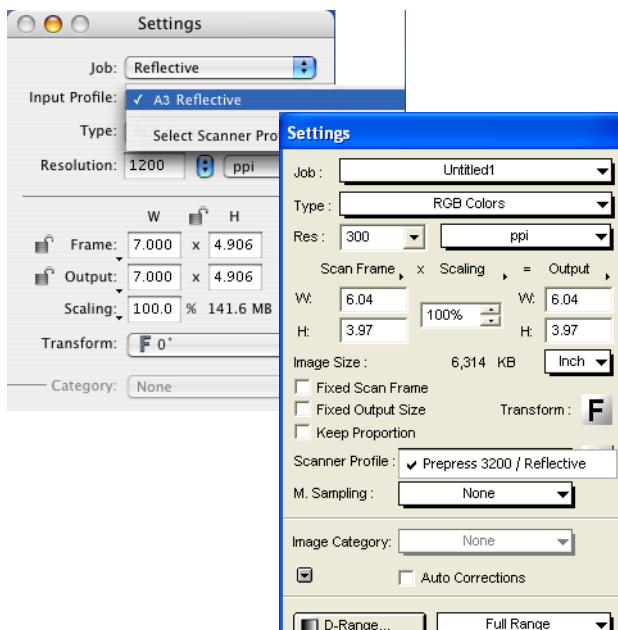 Settings
Job: Reflective
Input Profile: ✓ A3 Reflective
Type:
Select Scanner Pro
Resolution: 1200 ppi
W H
Frame: 7.000 x 4.906
Output: 7.000 x 4.906
Scaling: 100.0 % 141.6 MB
Transform: F 0°
Category: None
Settings
Job : Untitled1
Type : RGB Colors
Res : 300 ppi
Scan Frame x Scaling = Output
W: 6.04 100% W: 6.04
H: 3.97 H: 3.97
Image Size : 6,314 KB Inch
Fixed Scan Frame
Fixed Output Size Transform : F
Keep Proportion
Scanner Profile : ✓ Prepress 3200 / Reflective
M. Sampling : None
Image Category: None
Auto Corrections
D-Range... Full Range